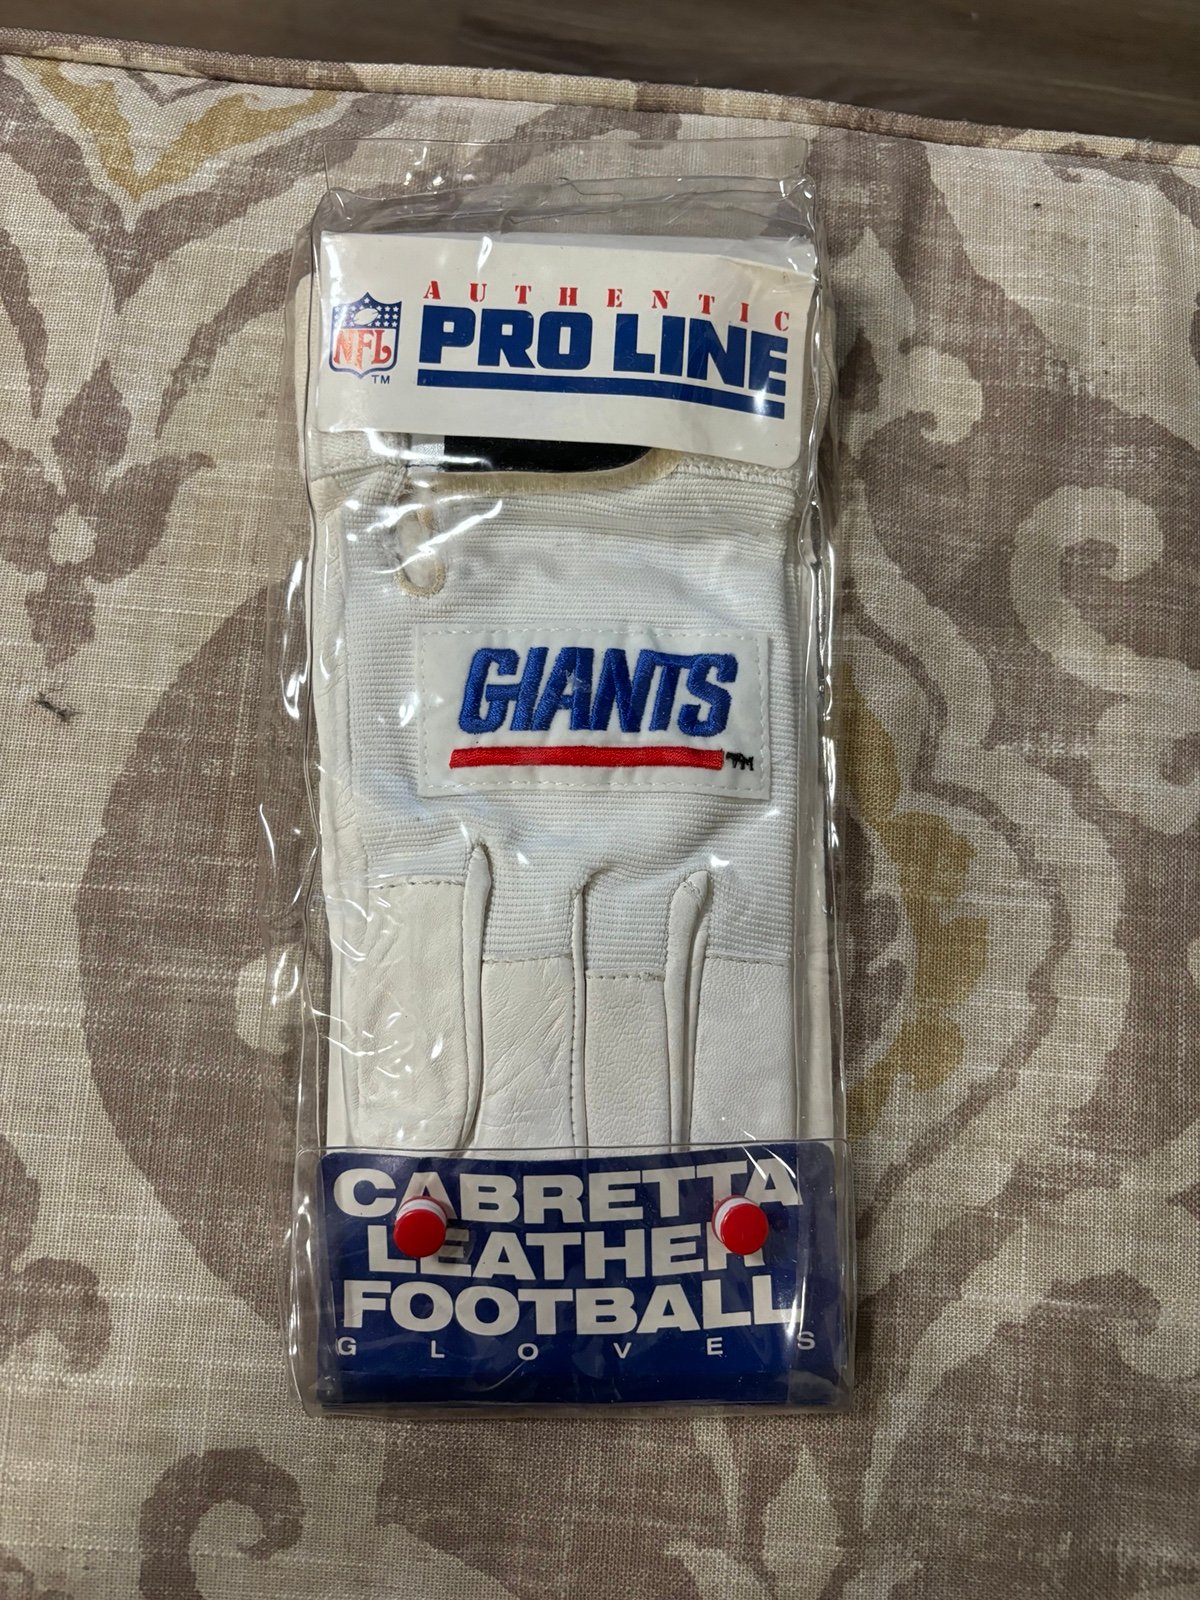 AUTHENTIC
NFL
TM
PRO LINE
GIANTS
TM
CABRETTA
LEATHER
FOOTBALL
GLOVES